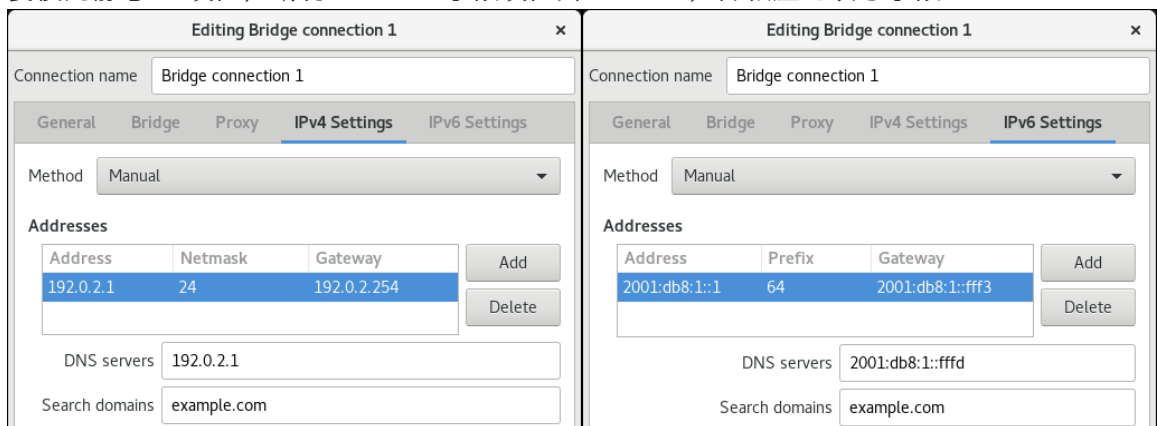 Editing Bridge connection 1 ×
Connection name Bridge connection 1
General Bridge Proxy IPv4 Settings IPv6 Settings
Method Manual
Addresses
Address Netmask Gateway
192.0.2.1 24 192.0.2.254
Add
Delete
DNS servers 192.0.2.1
Search domains example.com
Editing Bridge connection 1 ×
Connection name Bridge connection 1
General Bridge Proxy IPv4 Settings IPv6 Settings
Method Manual
Addresses
Address Prefix Gateway
2001:db8:1::1 64 2001:db8:1::fff3
Add
Delete
DNS servers 2001:db8:1::fffd
Search domains example.com